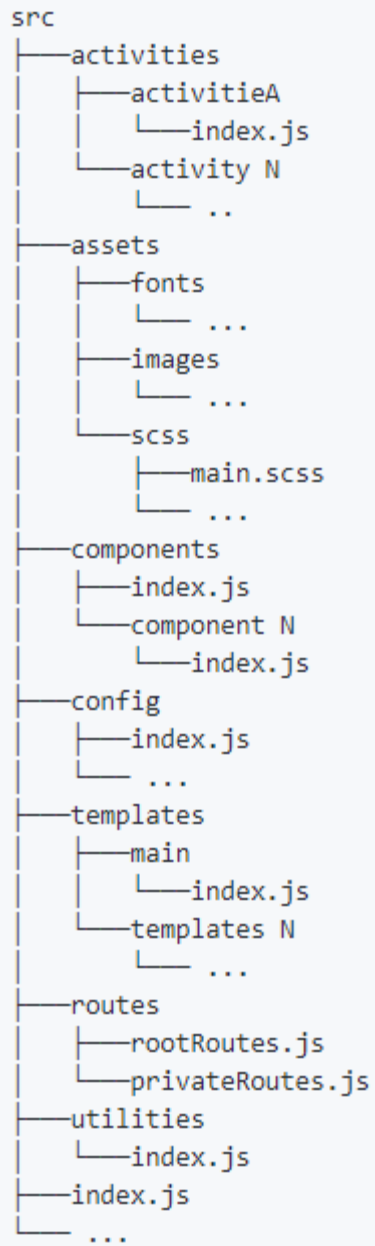 src
├───activities
│   ├───activitieA
│   │   └───index.js
│   └───activity N
│       └─── ..
├───assets
│   ├───fonts
│   │   └─── ...
│   ├───images
│   │   └─── ...
│   └───scss
│       ├───main.scss
│       └─── ...
├───components
│   ├───index.js
│   └───component N
│       └───index.js
├───config
│   ├───index.js
│   └─── ...
├───templates
│   ├───main
│   │   └───index.js
│   └───templates N
│       └─── ...
├───routes
│   ├───rootRoutes.js
│   └───privateRoutes.js
├───utilities
│   └───index.js
├───index.js
└─── ...